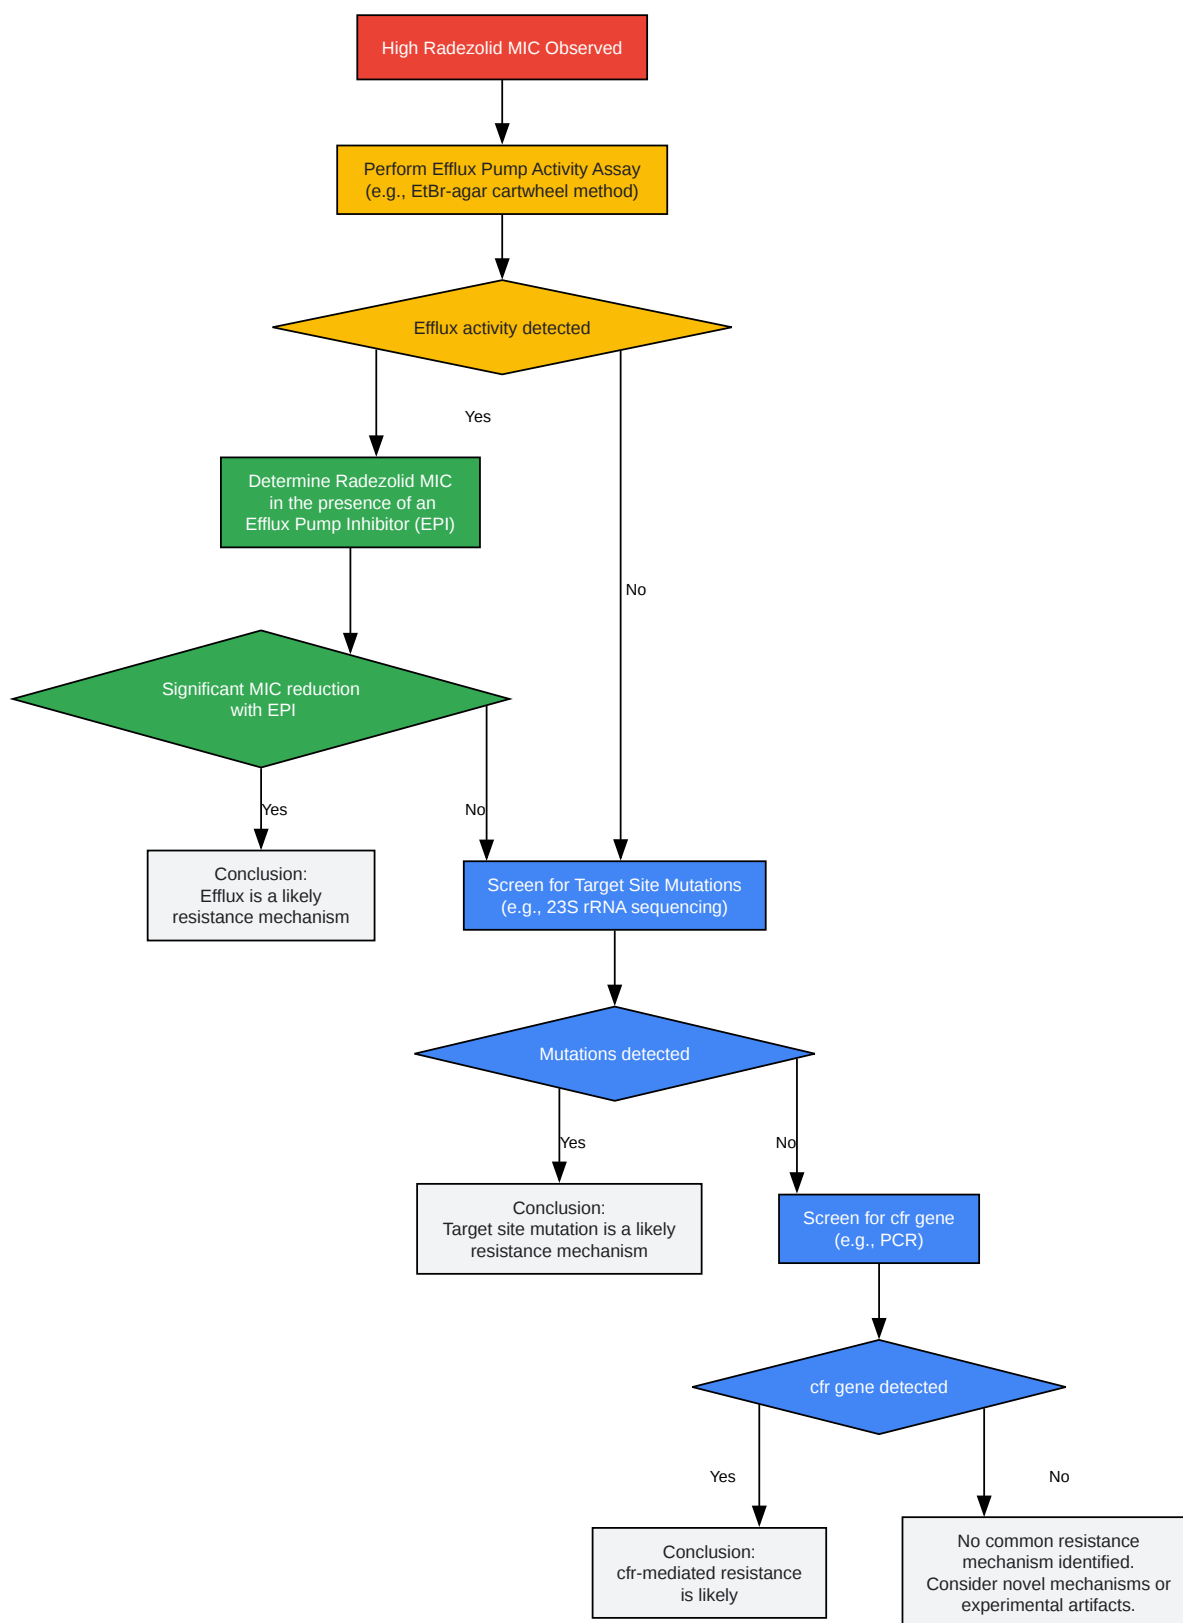 High Radezolid MIC Observed
Perform Efflux Pump Activity Assay
(e.g., EtBr-agar cartwheel method)
Efflux activity detected
Yes
Determine Radezolid MIC
in the presence of an
Efflux Pump Inhibitor (EPI)
No
Significant MIC reduction
with EPI
Yes
No
Conclusion:
Efflux is a likely
resistance mechanism
Screen for Target Site Mutations
(e.g., 23S rRNA sequencing)
Mutations detected
Yes
No
Conclusion:
Target site mutation is a likely
resistance mechanism
Screen for cfr gene
(e.g., PCR)
cfr gene detected
Yes
No
Conclusion:
cfr-mediated resistance
is likely
No common resistance
mechanism identified.
Consider novel mechanisms or
experimental artifacts.